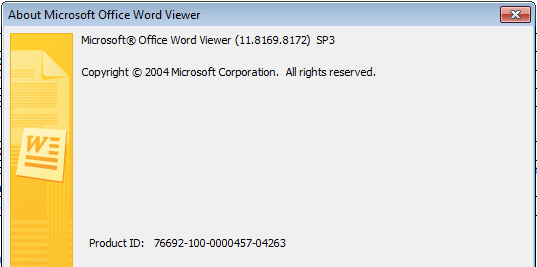 About Microsoft Office Word Viewer
Microsoft® Office Word Viewer (11.8169.8172) SP3
Copyright © 2004 Microsoft Corporation. All rights reserved.
W
Product ID: 76692-100-0000457-04263